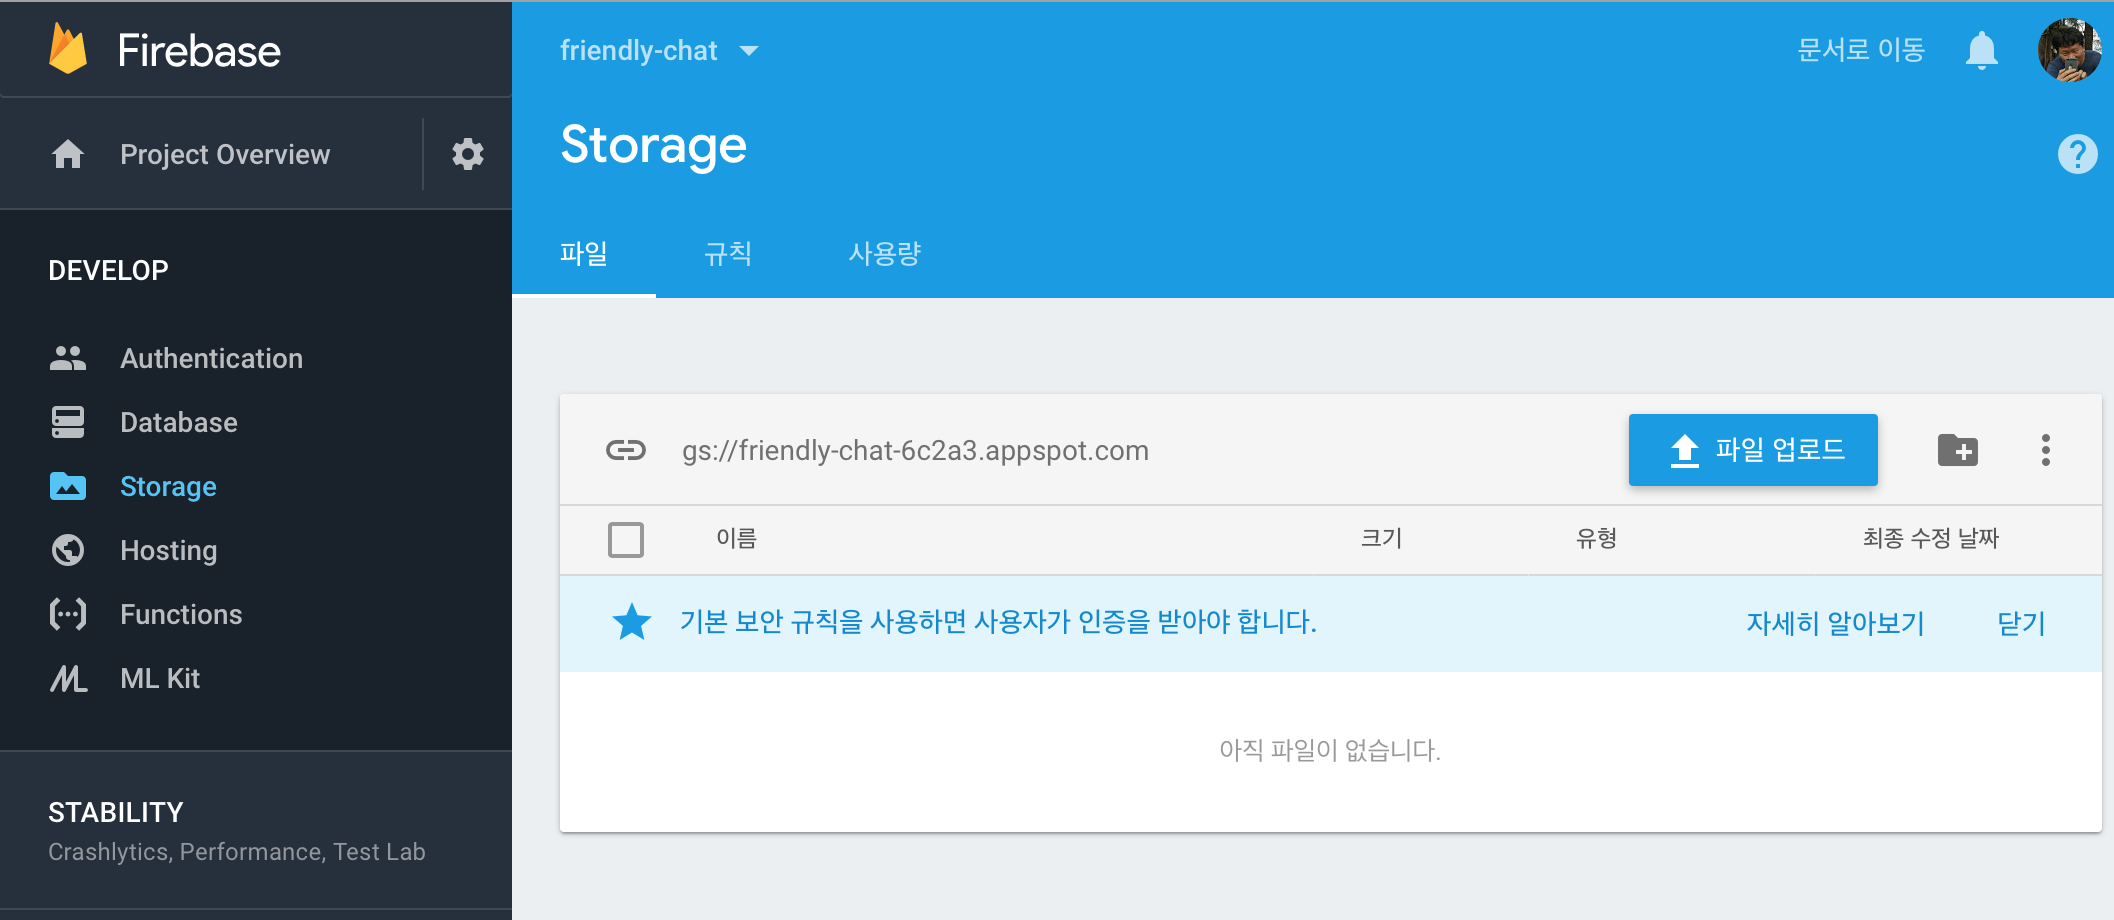 Firebase
Project Overview
DEVELOP
Authentication
Database
Storage
Hosting
Functions
ML Kit
STABILITY
Crashlytics, Performance, Test Lab
friendly-chat
문서로 이동
Storage
?
파일 규칙 사용량
gs://friendly-chat-6c2a3.appspot.com
파일 업로드
이름 크기 유형 최종 수정 날짜
기본 보안 규칙을 사용하면 사용자가 인증을 받아야 합니다. 자세히 알아보기 닫기
아직 파일이 없습니다.